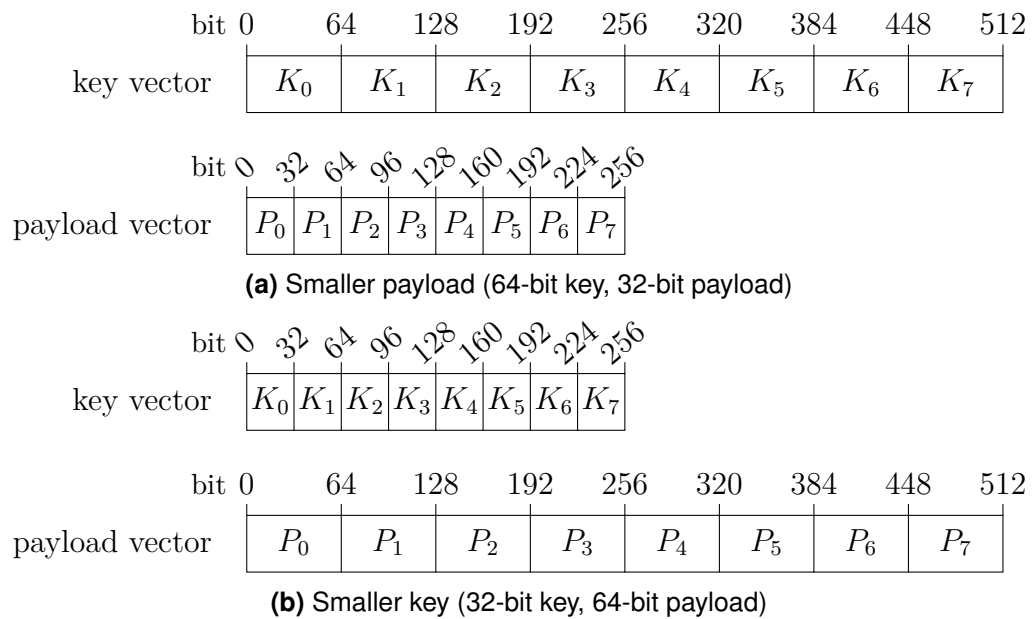 bit 0 64 128 192 256 320 384 448 512
key vector K₀ K₁ K₂ K₃ K₄ K₅ K₆ K₇
bit 0 32 64 96 128 160 192 224 256
payload vector P₀ P₁ P₂ P₃ P₄ P₅ P₆ P₇
(a) Smaller payload (64-bit key, 32-bit payload)
bit 0 32 64 96 128 160 192 224 256
key vector K₀ K₁ K₂ K₃ K₄ K₅ K₆ K₇
bit 0 64 128 192 256 320 384 448 512
payload vector P₀ P₁ P₂ P₃ P₄ P₅ P₆ P₇
(b) Smaller key (32-bit key, 64-bit payload)